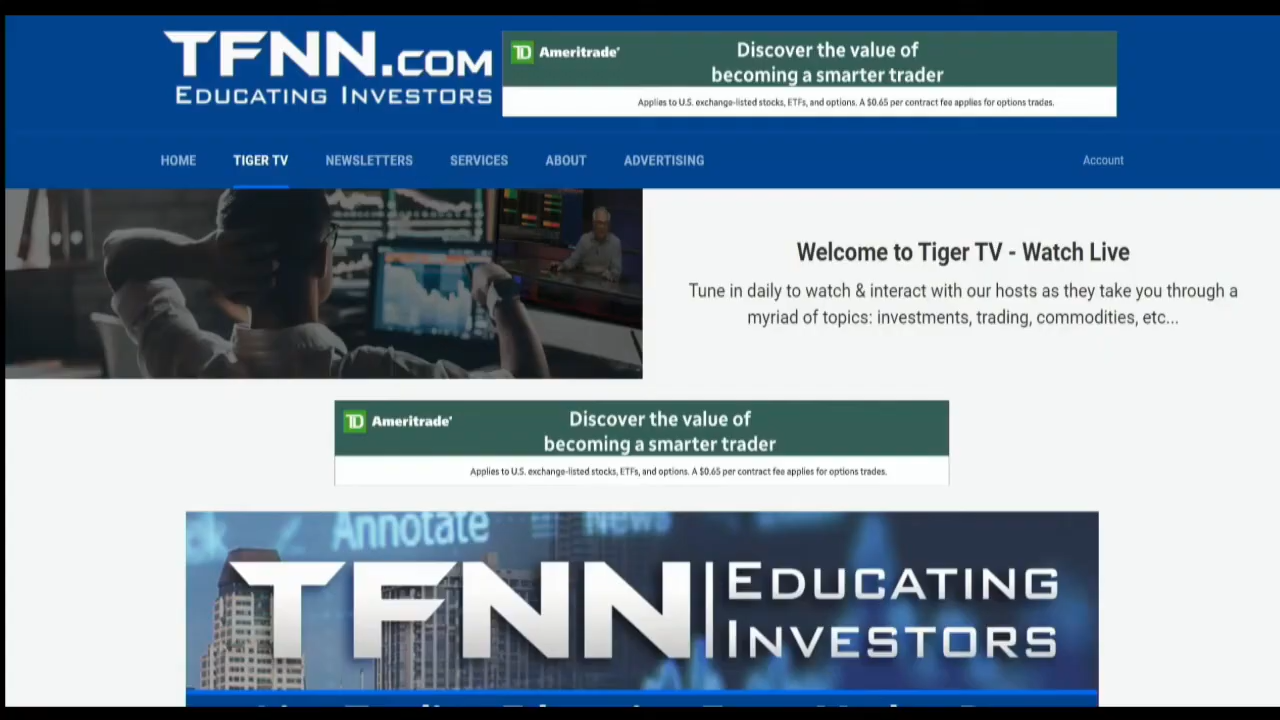 TFNN.COM
EDUCATING INVESTORS
TD Ameritrade
Discover the value of
becoming a smarter trader
Applies to U.S. exchange-listed stocks, ETFs, and options. A $0.65 per contract fee applies for options trades.
HOME TIGER TV NEWSLETTERS SERVICES ABOUT ADVERTISING Account
Welcome to Tiger TV - Watch Live
Tune in daily to watch & interact with our hosts as they take you through a
myriad of topics: investments, trading, commodities, etc...
TD Ameritrade
Discover the value of
becoming a smarter trader
Applies to U.S. exchange-listed stocks, ETFs, and options. A $0.65 per contract fee applies for options trades.
Annotate News
TFNN EDUCATING
INVESTORS